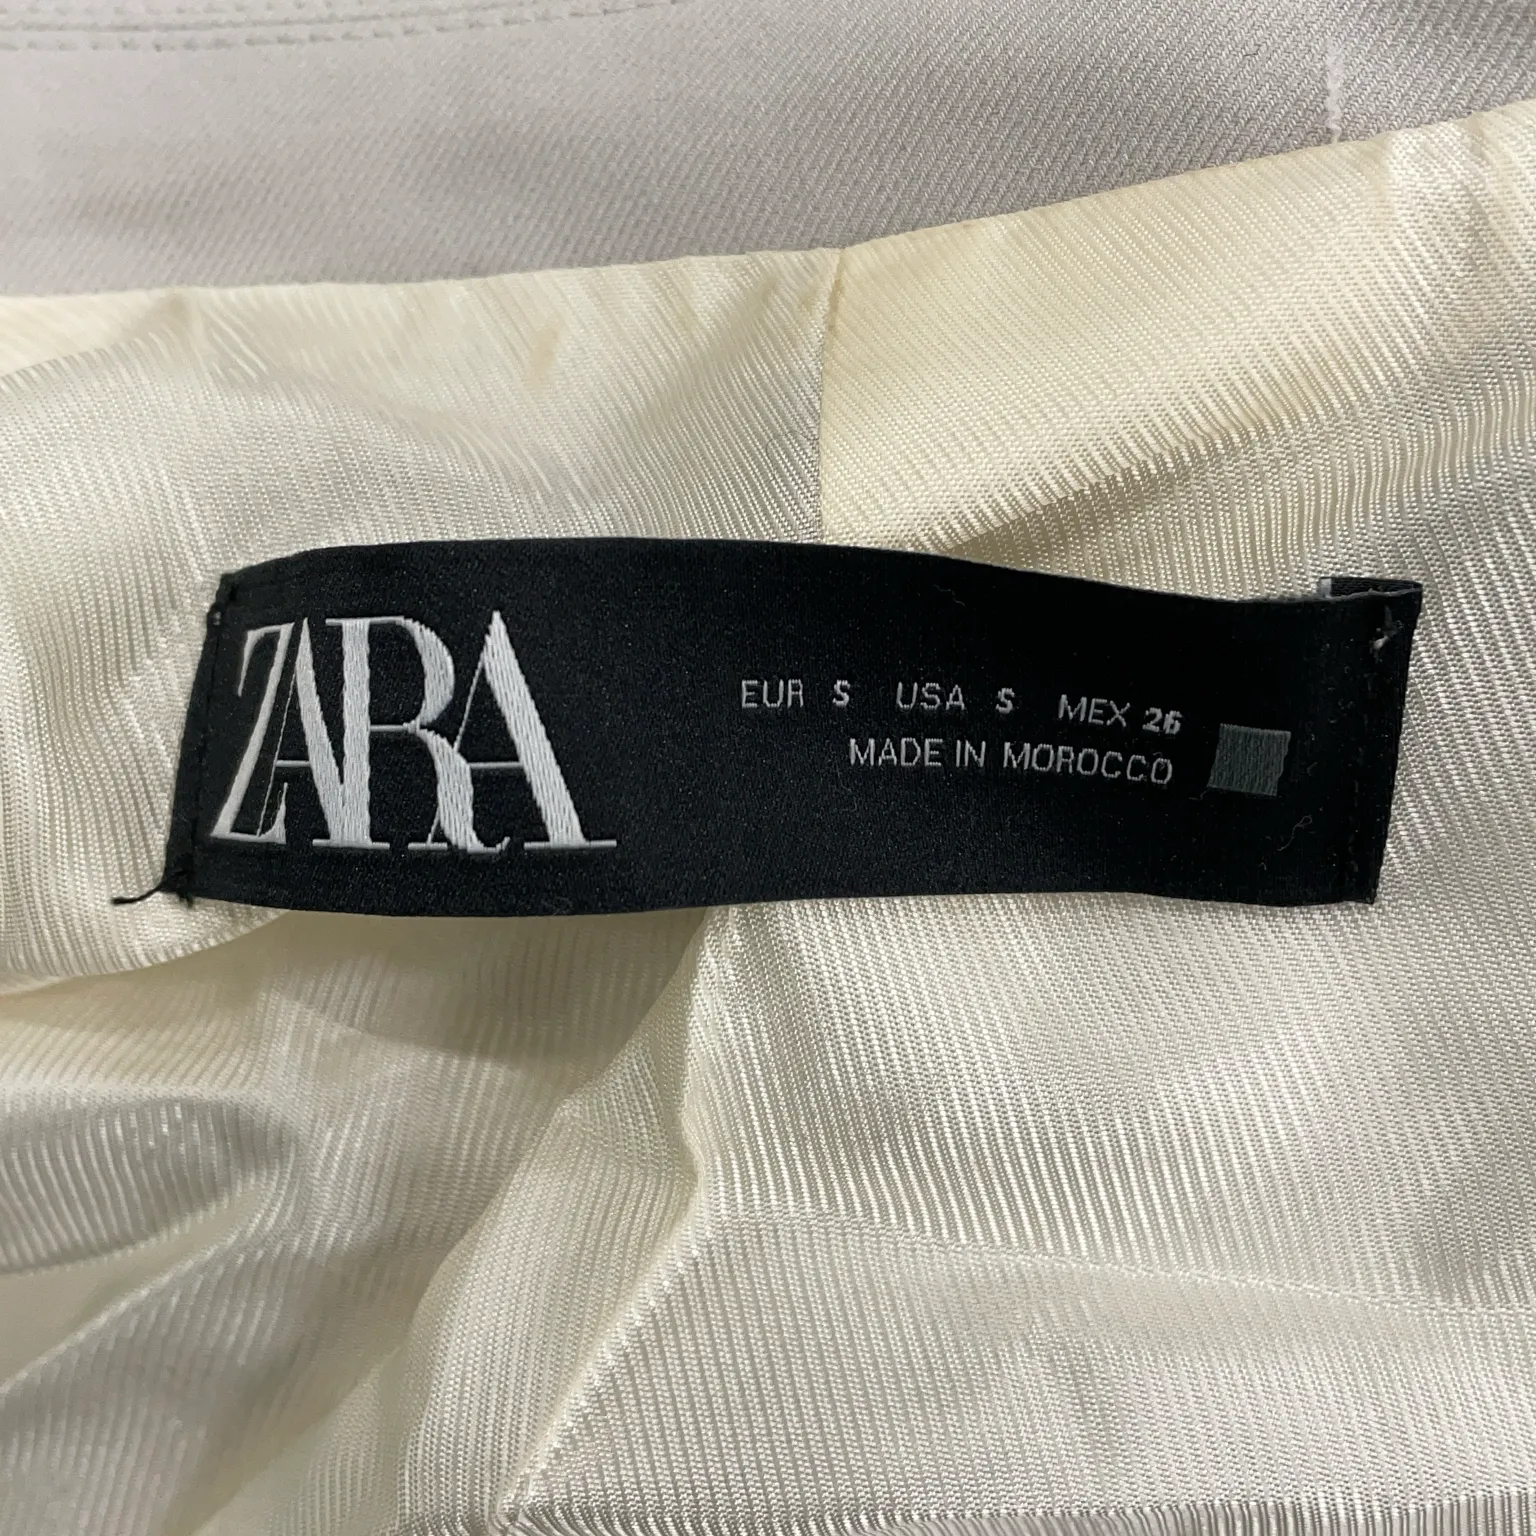 ZARA
EUR S USA S MEX 26
MADE IN MOROCCO